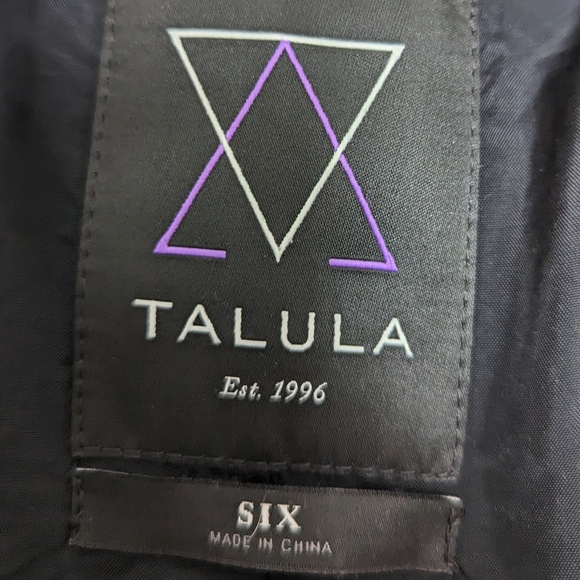 TALULA
Est. 1996
SIX
MADE IN CHINA